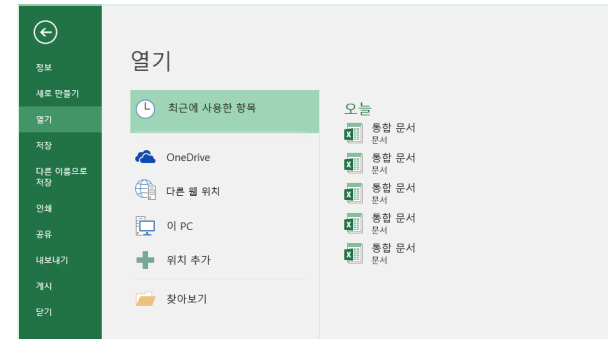 정보
새로 만들기
열기
저장
다른 이름으로
저장
인쇄
공유
내보내기
게시
닫기
열기
최근에 사용한 항목
OneDrive
다른 웹 위치
이 PC
위치 추가
찾아보기
오늘
통합 문서
문서
통합 문서
문서
통합 문서
문서
통합 문서
문서
통합 문서
문서